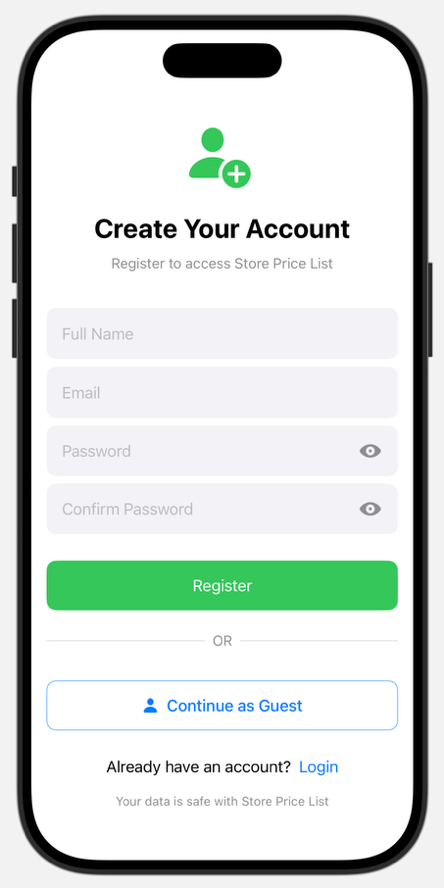 Create Your Account
Register to access Store Price List
Full Name
Email
Password
Confirm Password
Register
OR
Continue as Guest
Already have an account? Login
Your data is safe with Store Price List